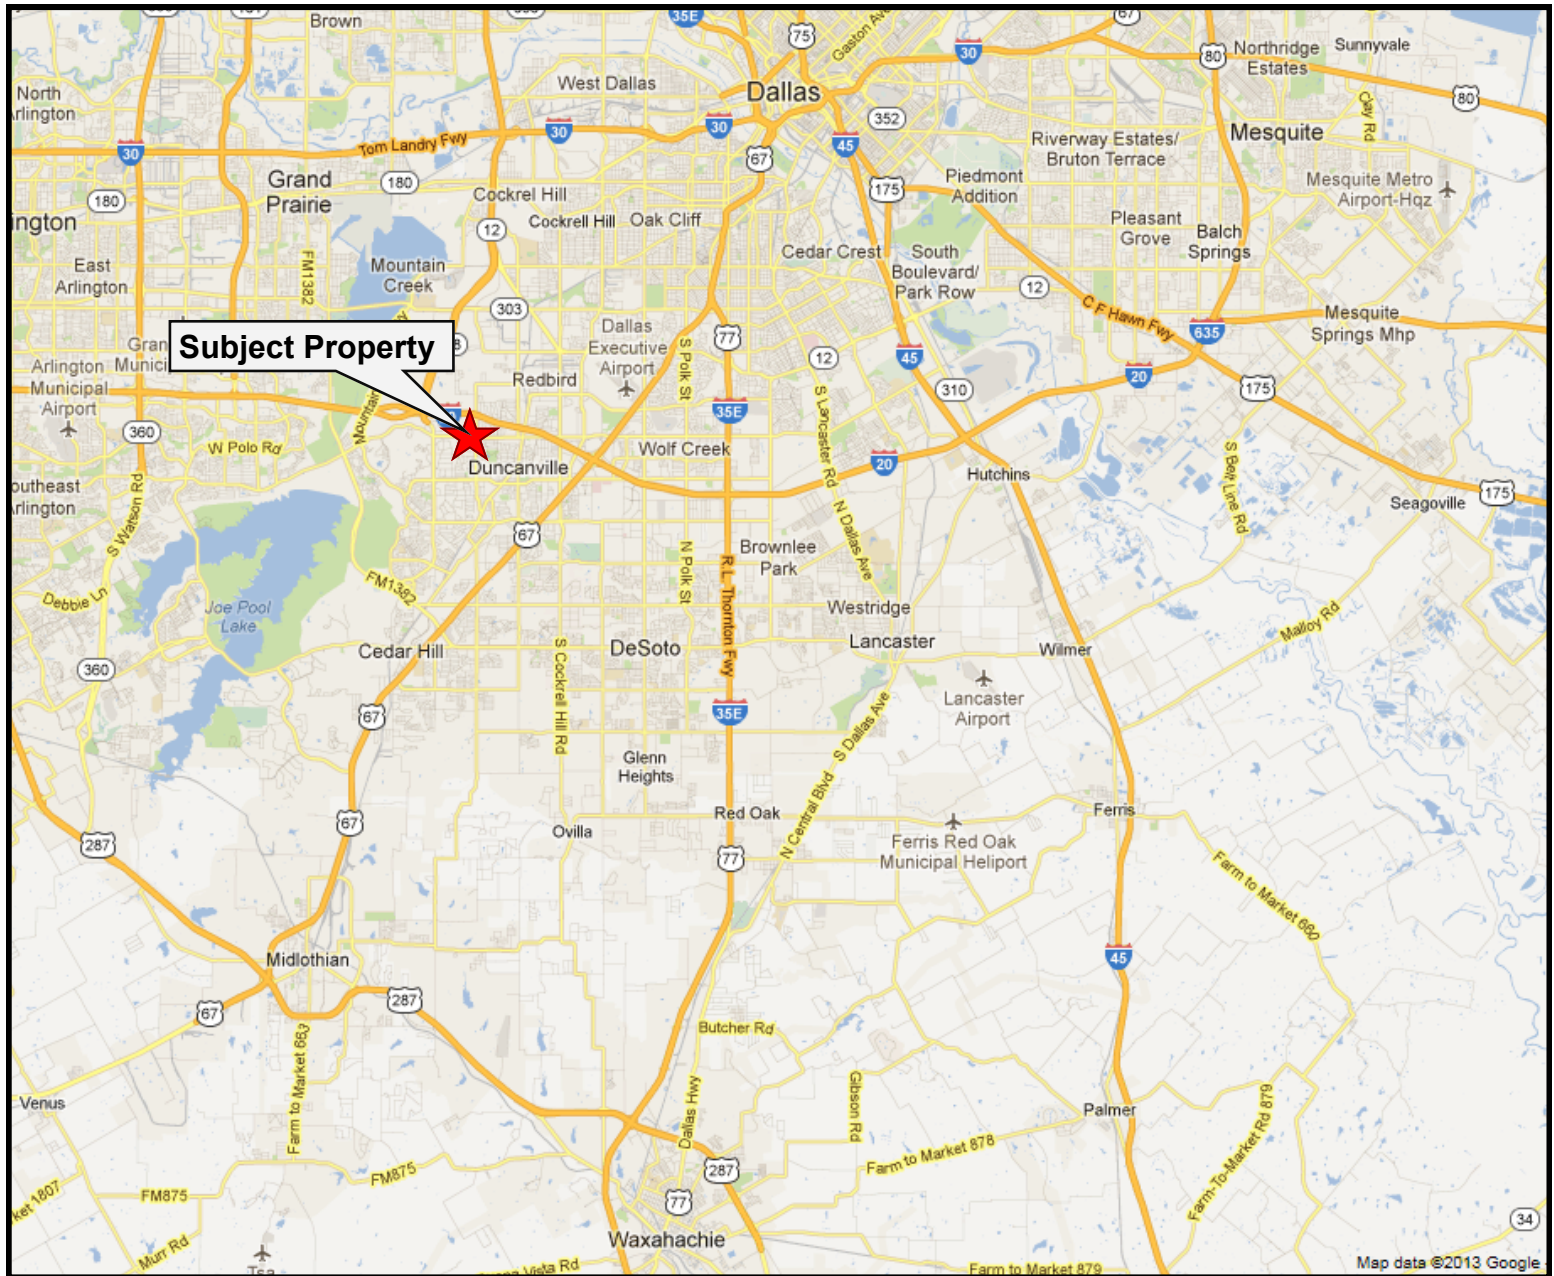 35E
75
Gaston Ave
67
Brown
30
80
Northridge
Estates
Sunnyvale
West Dallas
Dallas
80
North
Arlington
352
Clay Rd
30
30
30
Tom Landry Fwy
45
Riverway Estates/
Bruton Terrace
Mesquite
67
Grand
Prairie
180
180
Cockrel Hill
175
Piedmont
Addition
Mesquite Metro
Airport-Hqz
ington
12
Cockrell Hill
Oak Cliff
Pleasant
Grove
Balch
Springs
East
Arlington
FM1382
Mountain
Creek
Cedar Crest
South
Boulevard/
Park Row
12
303
C F Hawn Fwy
Mesquite
Springs Mhp
635
Subject Property
Dallas
Executive
Airport
77
S Polk St
12
45
Gran
Munici
Arlington
Municipal
Airport
Redbird
310
20
175
35E
S Lancaster Rd
Mountain
360
W Polo Rd
Wolf Creek
20
Duncanville
Hutchins
S Belt Line Rd
outheast
rlington
S Watson Rd
175
Seagoville
67
N Dallas Ave
Brownlee
Park
N Polk St
R L Thornton Fwy
FM1382
Debbie Ln
Joe Pool
Lake
Westridge
Malloy Rd
Cedar Hill
S Cockrell Hill Rd
DeSoto
Lancaster
Wilmer
360
Lancaster
Airport
67
35E
S Dallas Ave
Glenn
Heights
N Central Blvd
67
Ovilla
Red Oak
Ferris
287
77
Ferris Red Oak
Municipal Heliport
Farm to Market 660
Midlothian
45
287
67
Butcher Rd
Farm to Market 663
Venus
Dallas Hwy
Gibson Rd
Palmer
Farm-To-Market Rd 879
Farm to Market 878
287
FM875
FM875
ket 1807
77
34
Murr Rd
Waxahachie
Tsa
Vista Rd
Farm to Market 879
Map data ©2013 Google